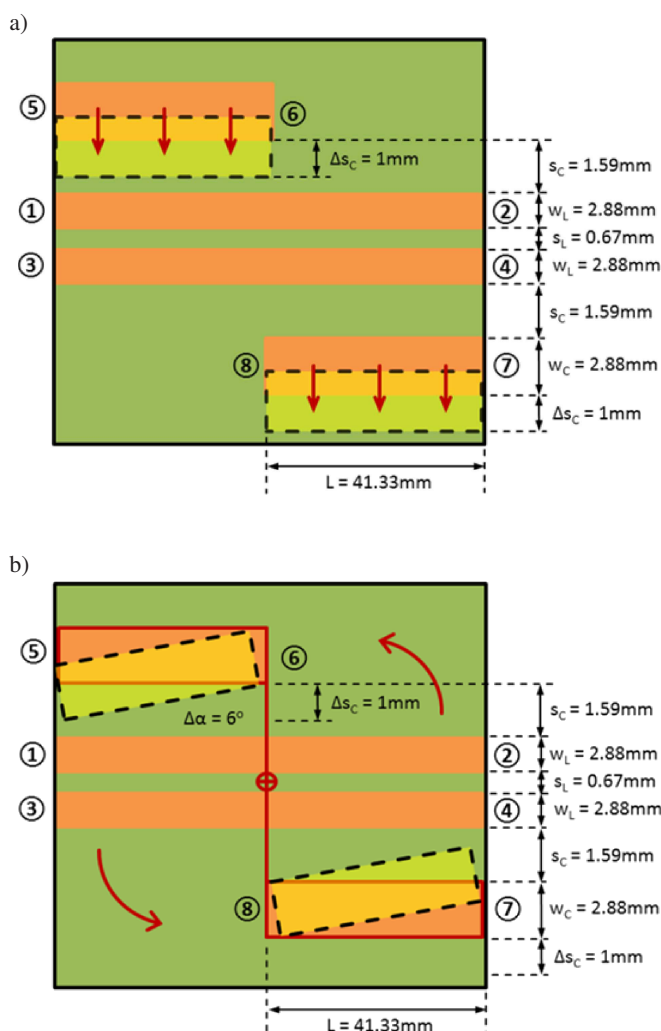 a)
⑤
⑥
Δs_C = 1mm
s_C = 1.59mm
①
②
w_L = 2.88mm
s_L = 0.67mm
③
④
w_L = 2.88mm
s_C = 1.59mm
⑧
⑦
w_C = 2.88mm
Δs_C = 1mm
L = 41.33mm
b)
⑤
⑥
Δα = 6°
Δs_C = 1mm
s_C = 1.59mm
①
②
w_L = 2.88mm
s_L = 0.67mm
③
④
w_L = 2.88mm
s_C = 1.59mm
⑧
⑦
w_C = 2.88mm
Δs_C = 1mm
L = 41.33mm